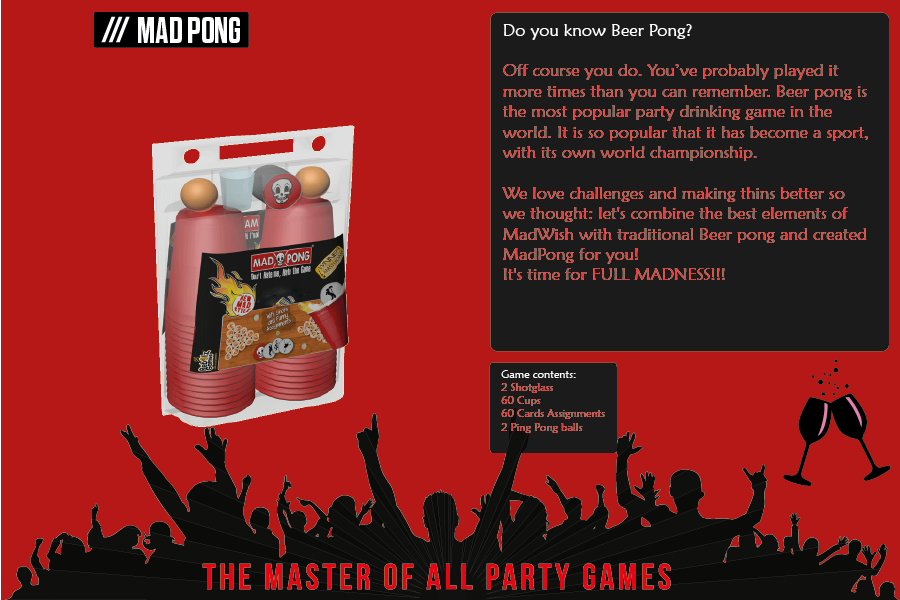 /// MAD PONG
Do you know Beer Pong?
Off course you do. You've probably played it
more times than you can remember. Beer pong is
the most popular party drinking game in the
world. It is so popular that it has become a sport,
with its own world championship.
We love challenges and making thins better so
we thought: let's combine the best elements of
MadWish with traditional Beer pong and created
MadPong for you!
It's time for FULL MADNESS!!!
MAD PONG
Game contents:
2 Shotglass
60 Cups
60 Cards Assignments
2 Ping Pong balls
THE MASTER OF ALL PARTY GAMES